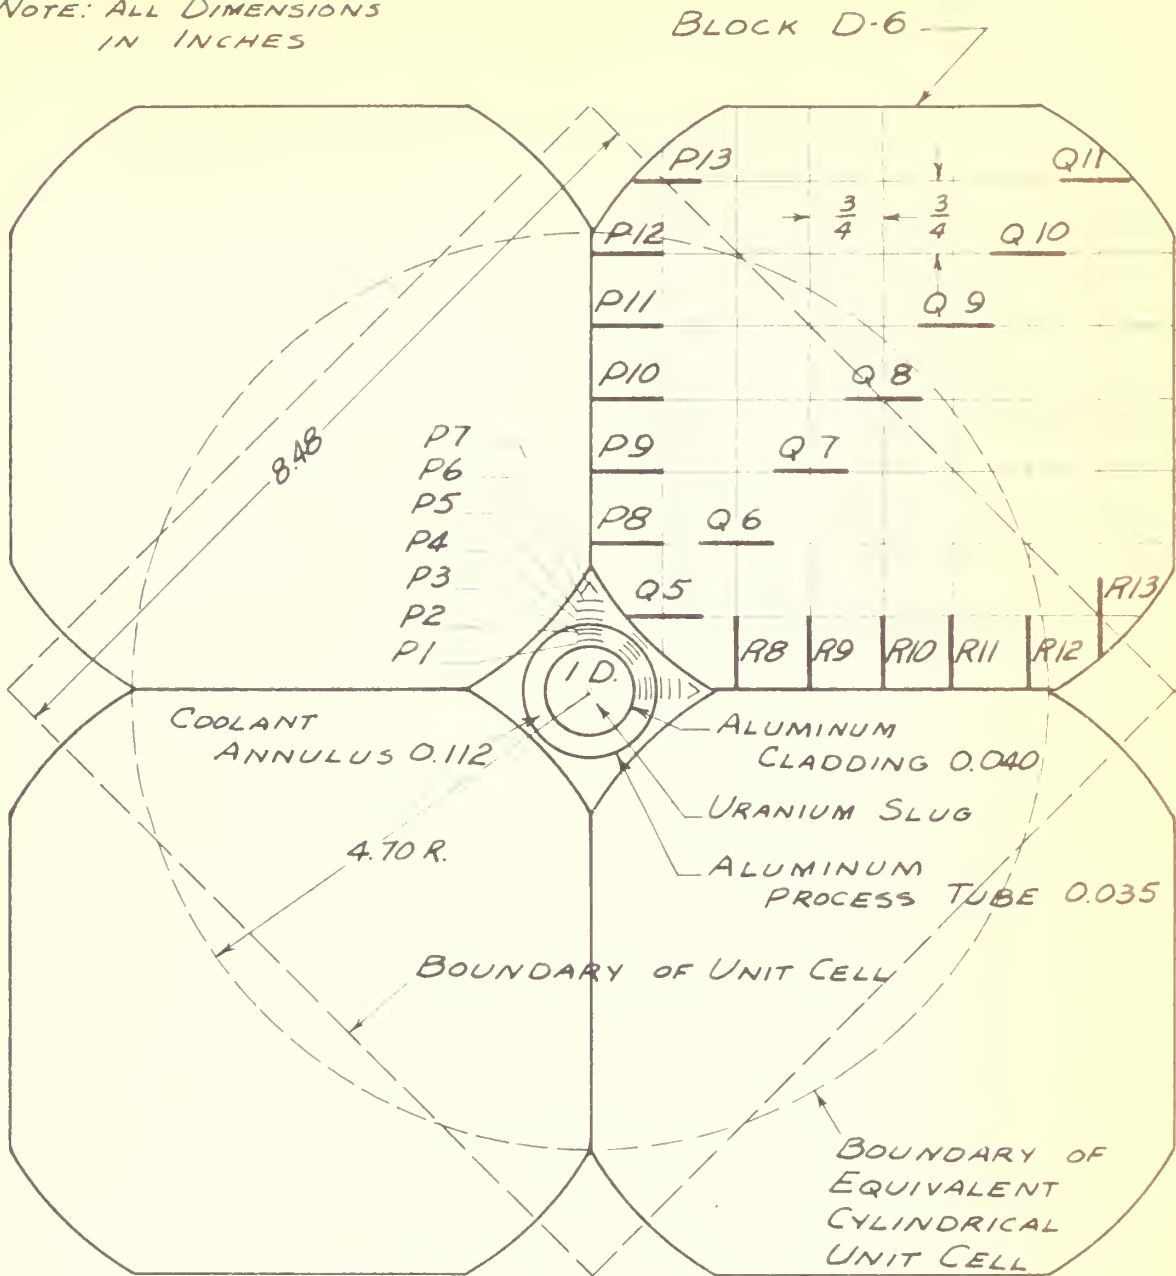 NOTE: ALL DIMENSIONS
IN INCHES
BLOCK D-6
P13
Q11
3/4
3/4
P12
Q10
P11
Q9
P10
Q8
8.48
P7
P6
P5
P4
P3
P2
P1
P9
Q7
P8
Q6
Q5
R13
R8
R9
R10
R11
R12
1 D.
COOLANT
ANNULUS 0.112
ALUMINUM
CLADDING 0.040
URANIUM SLUG
4.70 R.
ALUMINUM
PROCESS TUBE 0.035
BOUNDARY OF UNIT CELL
BOUNDARY OF
EQUIVALENT
CYLINDRICAL
UNIT CELL